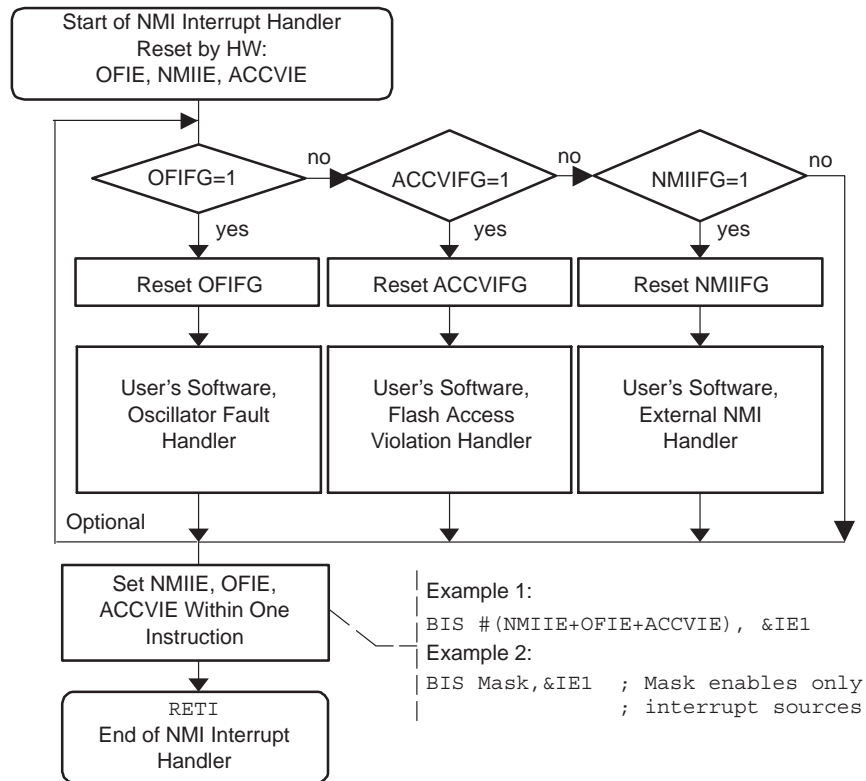 Start of NMI Interrupt Handler
Reset by HW:
OFIE, NMIIE, ACCVIE
OFIFG=1
no
ACCVIFG=1
no
NMIIFG=1
no
yes
yes
yes
Reset OFIFG
Reset ACCVIFG
Reset NMIIFG
User's Software,
Oscillator Fault
Handler
User's Software,
Flash Access
Violation Handler
User's Software,
External NMI
Handler
Optional
Set NMIIE, OFIE,
ACCVIE Within One
Instruction
Example 1:
BIS #(NMIIE+OFIE+ACCVIE), &IE1
Example 2:
BIS Mask,&IE1 ; Mask enables only
; interrupt sources
RETI
End of NMI Interrupt
Handler